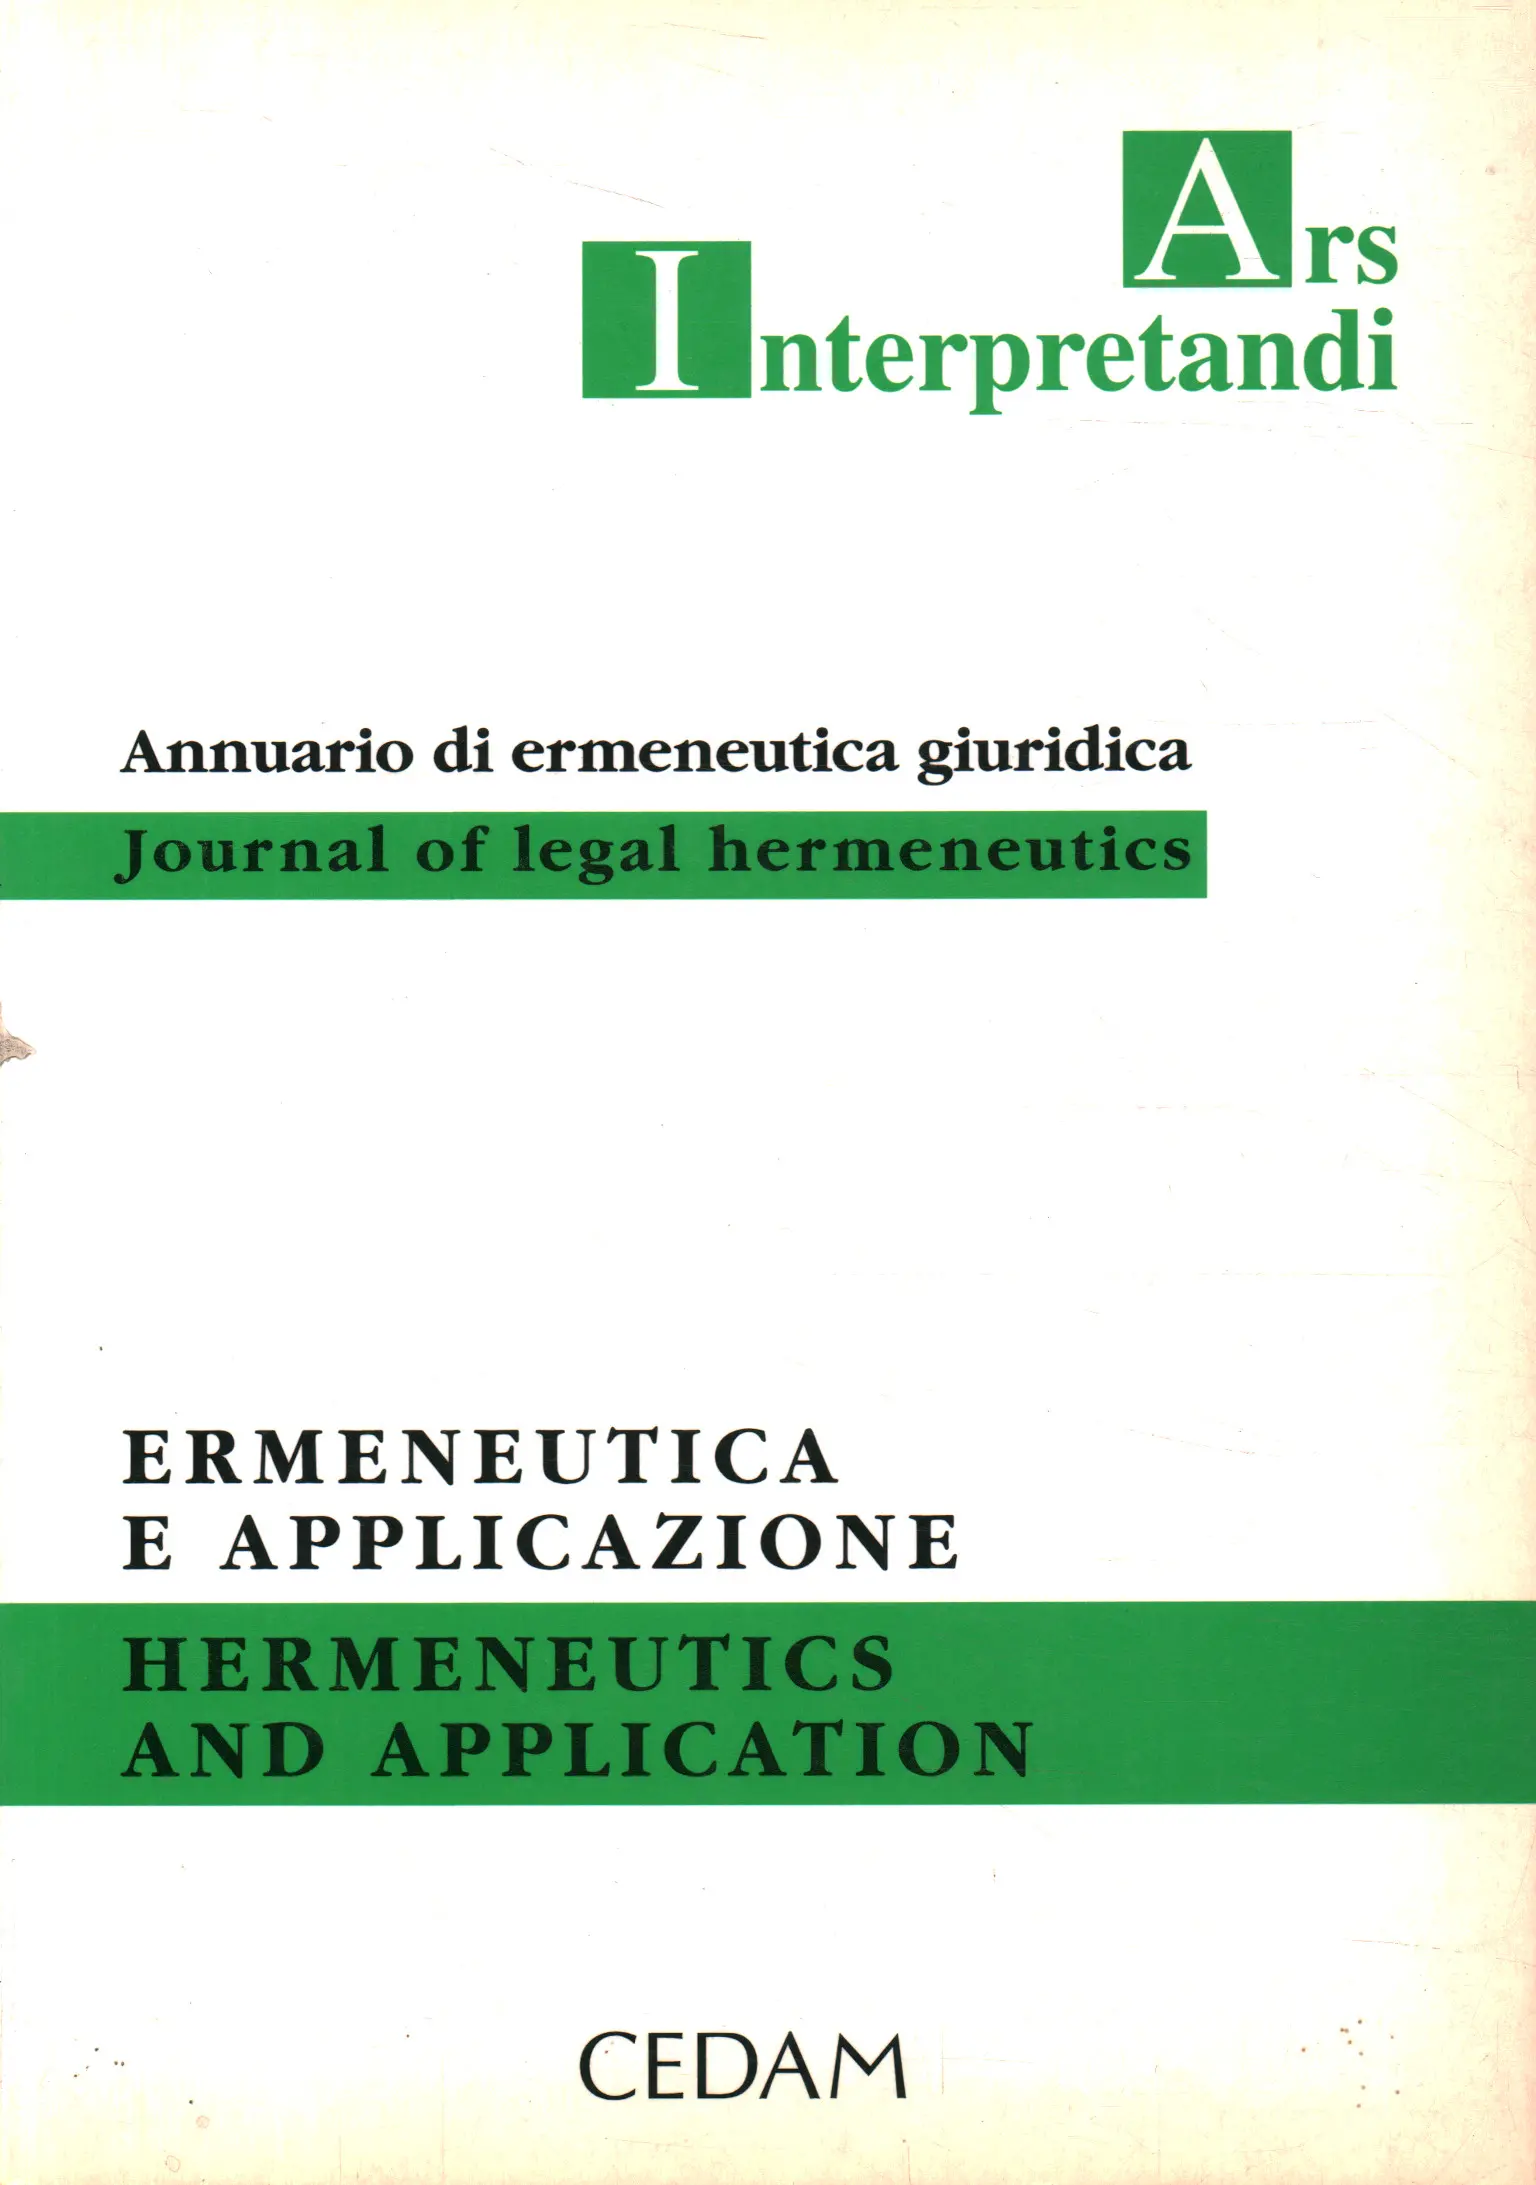 Ars
Interpretandi
Annuario di ermeneutica giuridica
Journal of legal hermeneutics
ERMENEUTICA
E APPLICAZIONE
HERMENEUTICS
AND APPLICATION
CEDAM